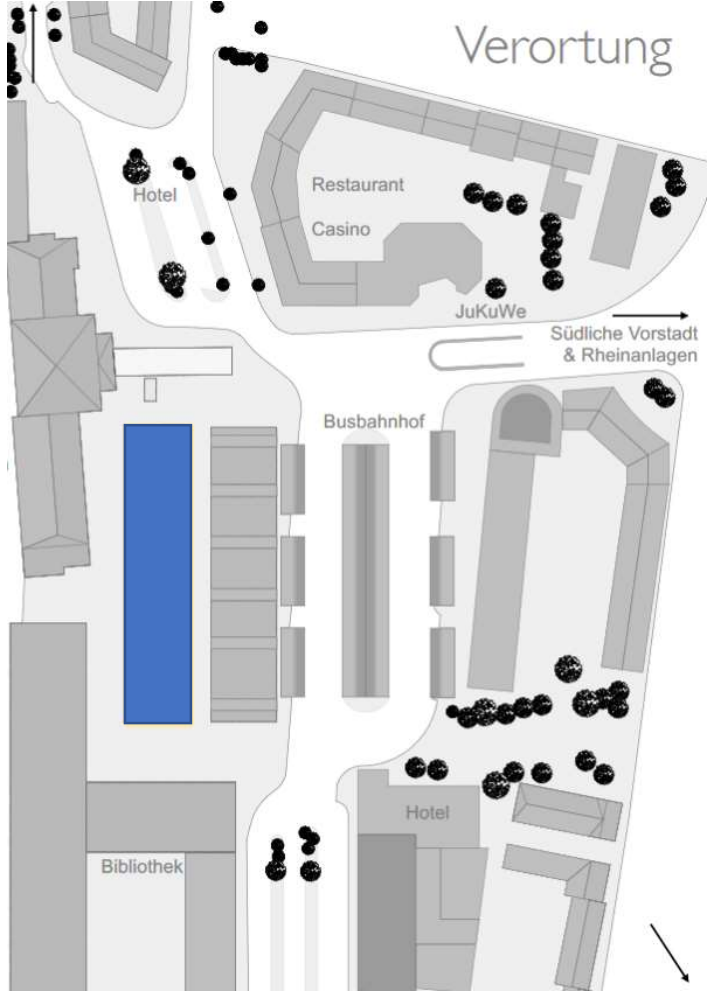 Verortung
Hotel
Restaurant
Casino
JuKuWe
Südliche Vorstadt
& Rheinanlagen
Busbahnhof
Hotel
Bibliothek